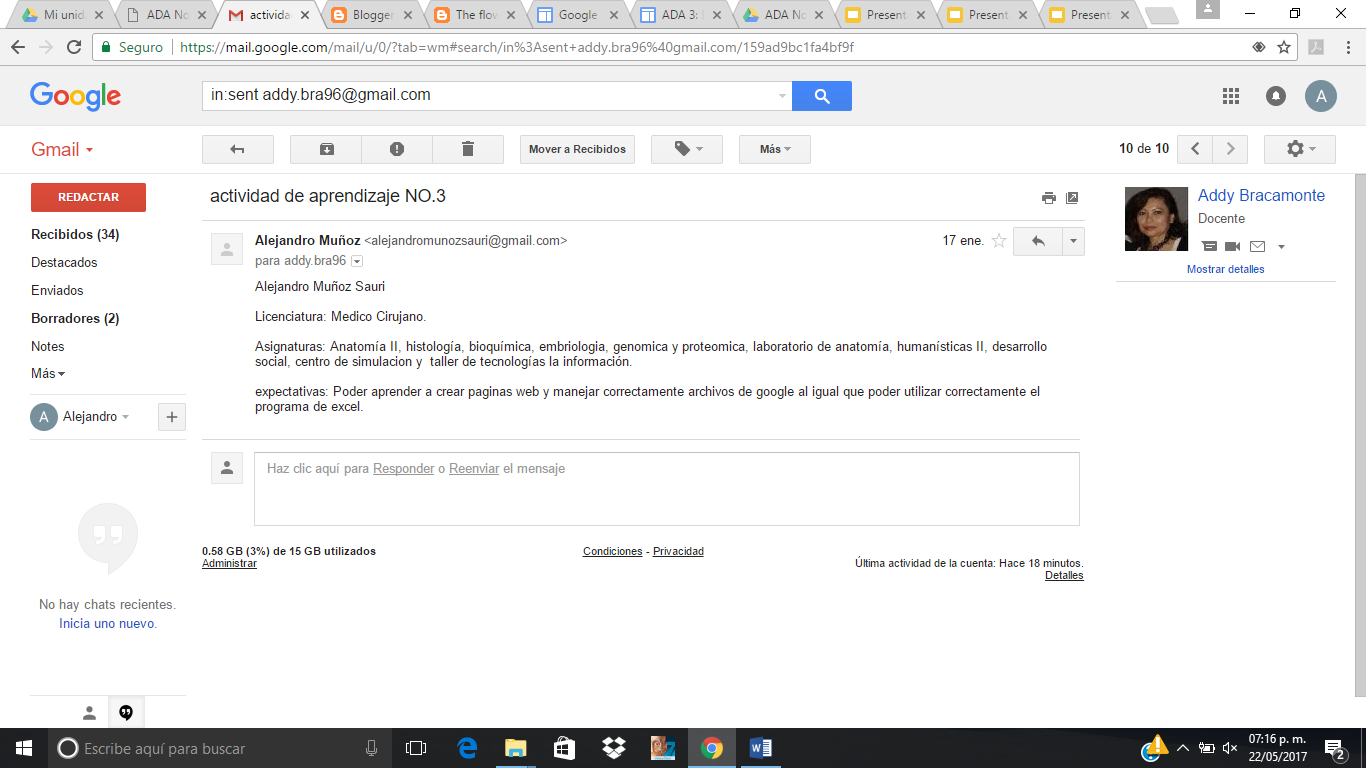 Mi unid
ADA No
activida
Blogger
The flov
Google
ADA 3:
ADA No
Present
Present
Present
Seguro
https://mail.google.com/mail/u/0/?tab=wm#search/in%3Asent+addy.bra96%40gmail.com/159ad9bc1fa4bf9f
Google
in:sent addy.bra96@gmail.com
A
Gmail
Mover a Recibidos
Más
10 de 10
REDACTAR
actividad de aprendizaje NO.3
Addy Bracamonte
Docente
Mostrar detalles
Recibidos (34)
Destacados
Enviados
Borradores (2)
Notes
Más
A Alejandro
Alejandro Muñoz <alejandromunozsauri@gmail.com>
17 ene.
para addy.bra96
Alejandro Muñoz Sauri
Licenciatura: Medico Cirujano.
Asignaturas: Anatomía II, histología, bioquímica, embriologia, genomica y proteomica, laboratorio de anatomía, humanísticas II, desarrollo
social, centro de simulacion y  taller de tecnologías la información.
expectativas: Poder aprender a crear paginas web y manejar correctamente archivos de google al igual que poder utilizar correctamente el
programa de excel.
Haz clic aquí para Responder o Reenviar el mensaje
0.58 GB (3%) de 15 GB utilizados
Administrar
Condiciones - Privacidad
Última actividad de la cuenta: Hace 18 minutos.
Detalles
No hay chats recientes.
Inicia uno nuevo.
Escribe aquí para buscar
07:16 p. m.
22/05/2017
2